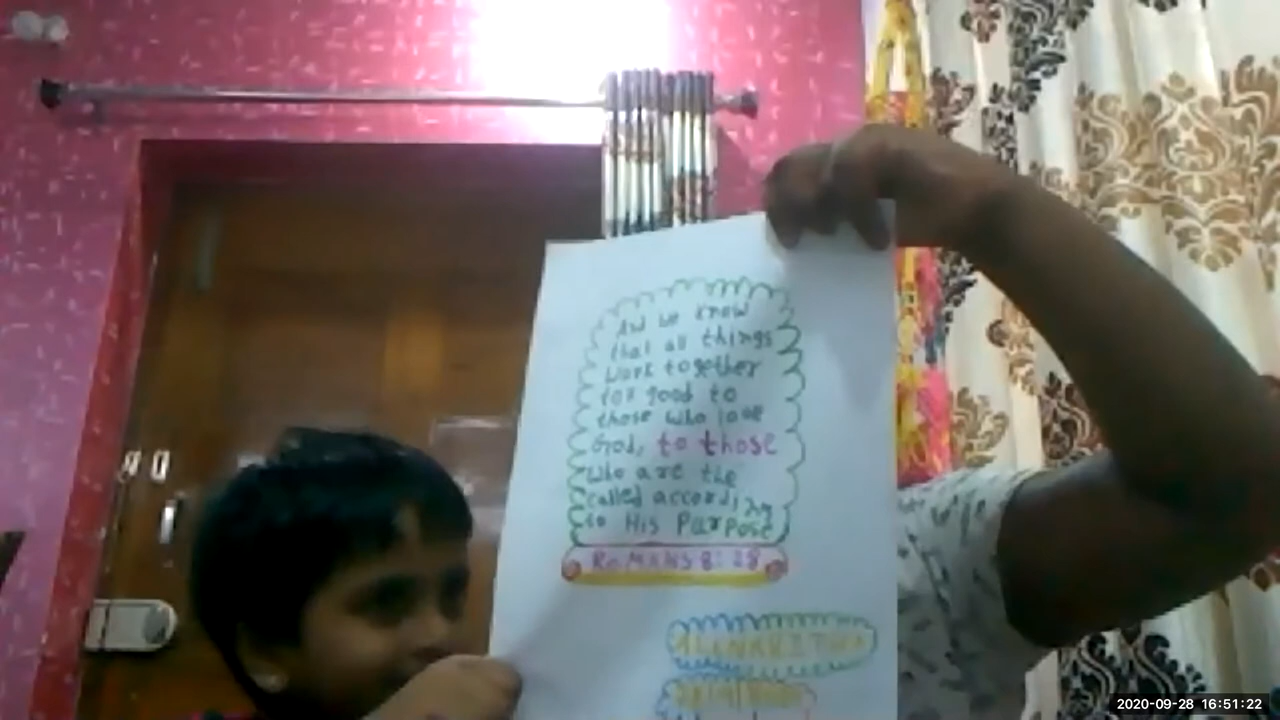 And we know
that all things
work together
for good to
those who love
God, to those
who are the
called according
to His Purpose
ROMANS 8:28
2020-09-28 16:51:22